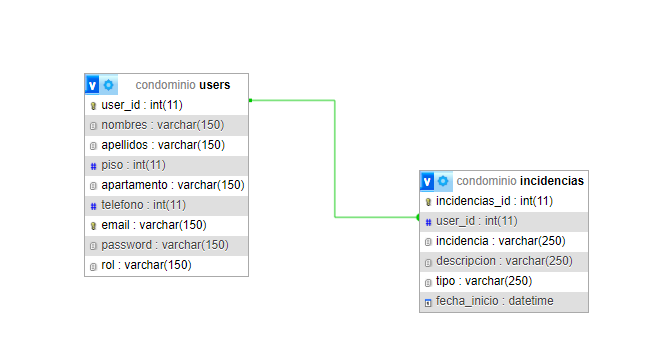 v condominio users
user_id : int(11)
nombres : varchar(150)
apellidos : varchar(150)
# piso : int(11)
apartamento : varchar(150)
# telefono : int(11)
email : varchar(150)
password : varchar(150)
rol : varchar(150)
v condominio incidencias
incidencias_id : int(11)
# user_id : int(11)
incidencia : varchar(250)
descripcion : varchar(250)
tipo : varchar(250)
fecha_inicio : datetime